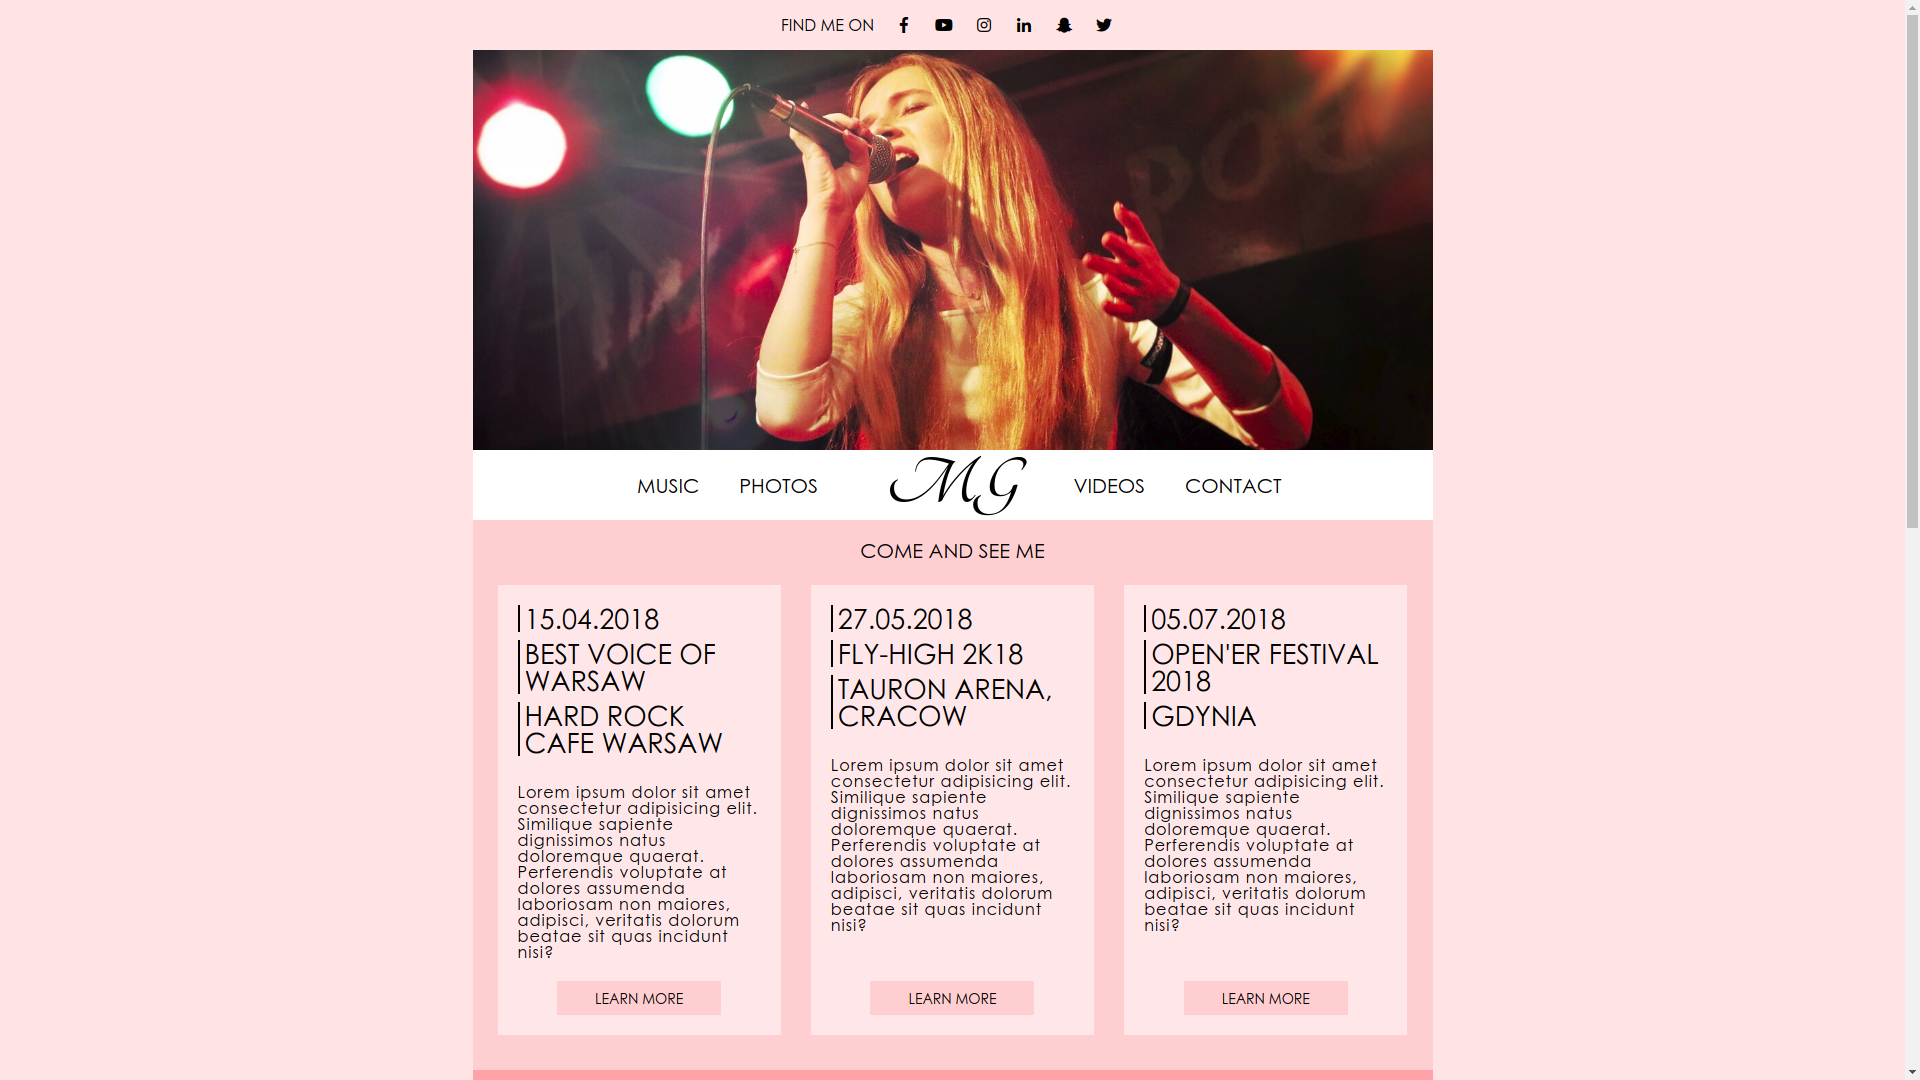 FIND ME ON
MUSIC PHOTOS MG VIDEOS CONTACT
COME AND SEE ME
15.04.2018
BEST VOICE OF
WARSAW
HARD ROCK
CAFE WARSAW
Lorem ipsum dolor sit amet
consectetur adipisicing elit.
Similique sapiente
dignissimos natus
doloremque quaerat.
Perferendis voluptate at
dolores assumenda
laboriosam non maiores,
adipisci, veritatis dolorum
beatae sit quas incidunt
nisi?
LEARN MORE
27.05.2018
FLY-HIGH 2K18
TAURON ARENA,
CRACOW
Lorem ipsum dolor sit amet
consectetur adipisicing elit.
Similique sapiente
dignissimos natus
doloremque quaerat.
Perferendis voluptate at
dolores assumenda
laboriosam non maiores,
adipisci, veritatis dolorum
beatae sit quas incidunt
nisi?
LEARN MORE
05.07.2018
OPEN'ER FESTIVAL
2018
GDYNIA
Lorem ipsum dolor sit amet
consectetur adipisicing elit.
Similique sapiente
dignissimos natus
doloremque quaerat.
Perferendis voluptate at
dolores assumenda
laboriosam non maiores,
adipisci, veritatis dolorum
beatae sit quas incidunt
nisi?
LEARN MORE